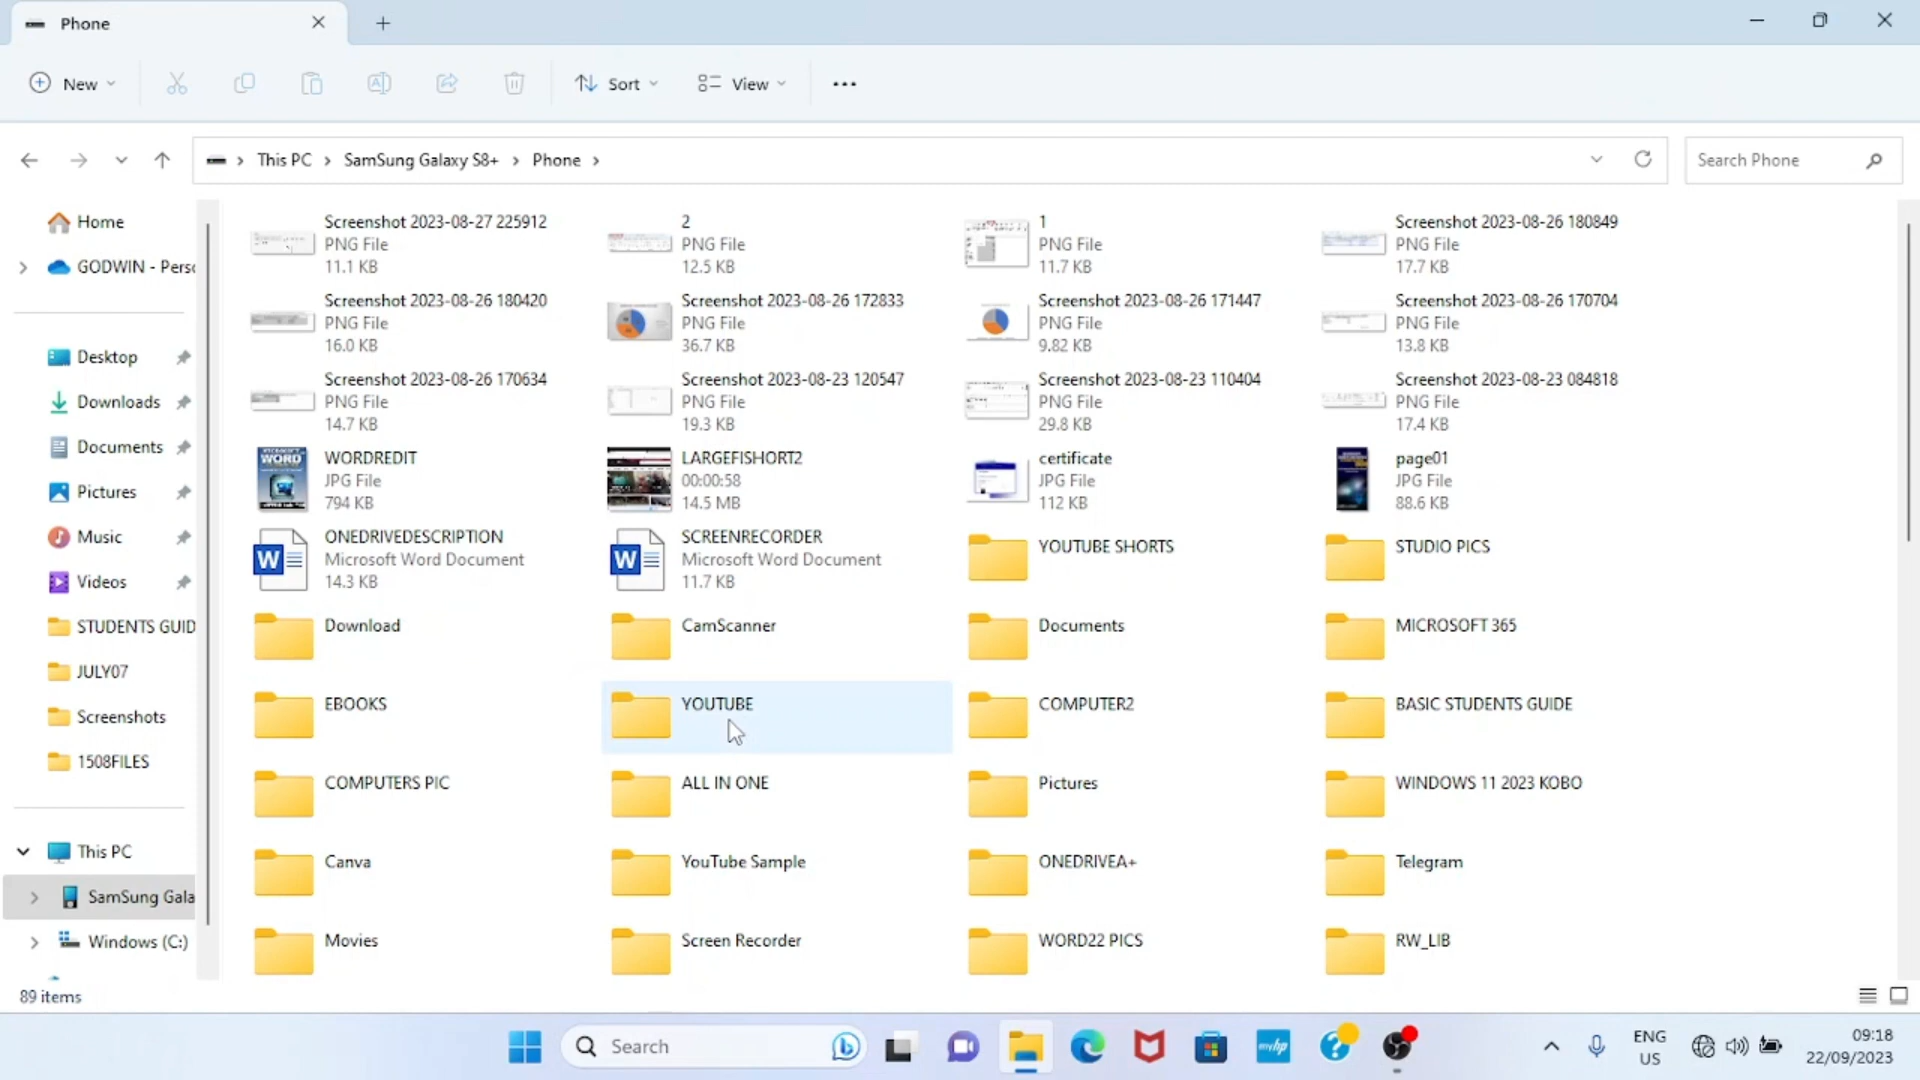 Phone
New
Sort
View
This PC
SamSung Galaxy S8+
Phone
Search Phone
Home
GODWIN - Perso
Desktop
Downloads
Documents
Pictures
Music
Videos
STUDENTS GUID
JULY07
Screenshots
1508FILES
This PC
SamSung Gala
Windows (C:)
Screenshot 2023-08-27 225912
PNG File
11.1 KB
2
PNG File
12.5 KB
1
PNG File
11.7 KB
Screenshot 2023-08-26 180849
PNG File
17.7 KB
Screenshot 2023-08-26 180420
PNG File
16.0 KB
Screenshot 2023-08-26 172833
PNG File
36.7 KB
Screenshot 2023-08-26 171447
PNG File
9.82 KB
Screenshot 2023-08-26 170704
PNG File
13.8 KB
Screenshot 2023-08-26 170634
PNG File
14.7 KB
Screenshot 2023-08-23 120547
PNG File
19.3 KB
Screenshot 2023-08-23 110404
PNG File
29.8 KB
Screenshot 2023-08-23 084818
PNG File
17.4 KB
WORD
WORDREDIT
JPG File
794 KB
LARGEFISHORT2
00:00:58
14.5 MB
certificate
JPG File
112 KB
page01
JPG File
88.6 KB
W
ONEDRIVEDESCRIPTION
Microsoft Word Document
14.3 KB
W
SCREENRECORDER
Microsoft Word Document
11.7 KB
YOUTUBE SHORTS
STUDIO PICS
Download
CamScanner
Documents
MICROSOFT 365
EBOOKS
YOUTUBE
COMPUTER2
BASIC STUDENTS GUIDE
COMPUTERS PIC
ALL IN ONE
Pictures
WINDOWS 11 2023 KOBO
Canva
YouTube Sample
ONEDRIVEA+
Telegram
Movies
Screen Recorder
WORD22 PICS
RW_LIB
89 items
Search
myhp
ENG
US
09:18
22/09/2023